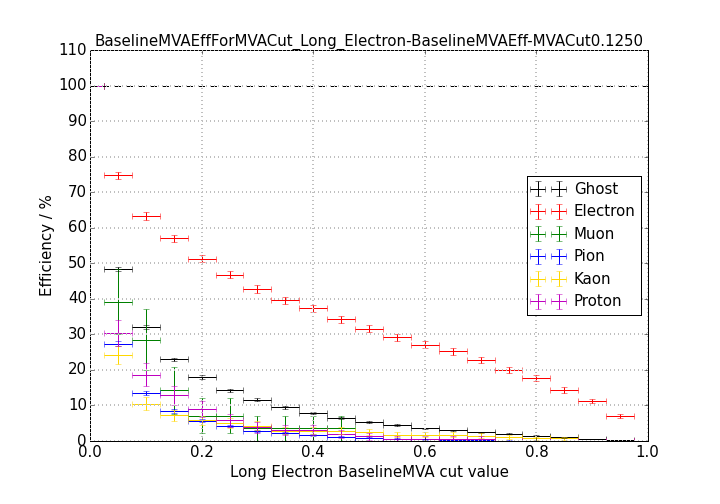 BaselineMVAEffForMVACut_Long_Electron-BaselineMVAEff-MVACut0.1250
110
100
90
80
70
60
50
40
30
20
10
0
Efficiency / %
Ghost
Electron
Muon
Pion
Kaon
Proton
0.0 0.2 0.4 0.6 0.8 1.0
Long Electron BaselineMVA cut value